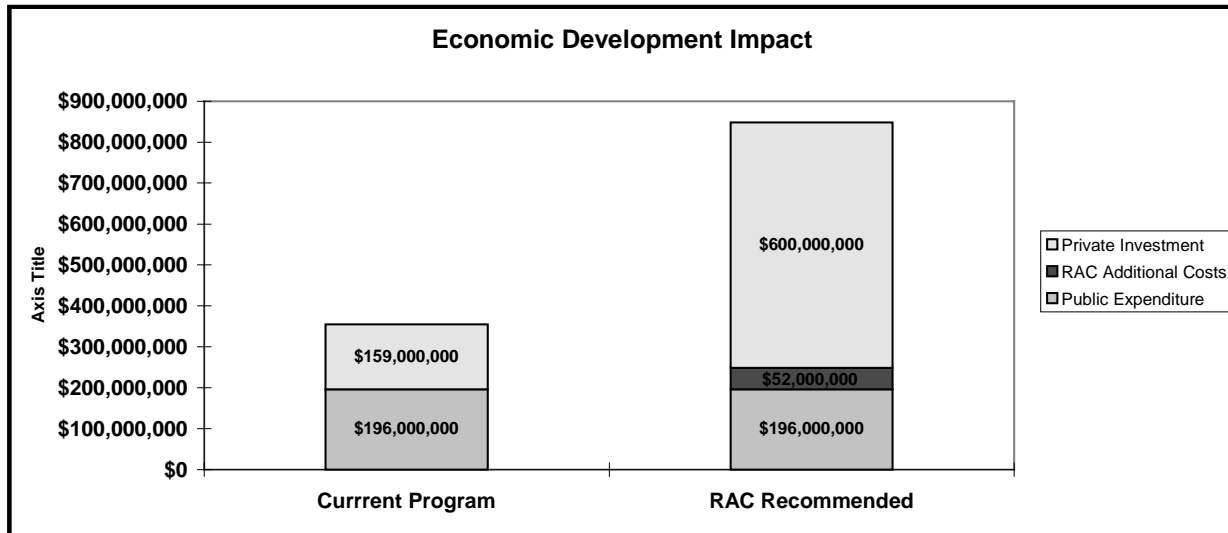 Economic Development Impact
$900,000,000
$800,000,000
$700,000,000
$600,000,000
$500,000,000
$400,000,000
$300,000,000
$200,000,000
$100,000,000
$0
Axis Title
$159,000,000
$196,000,000
$600,000,000
$52,000,000
$196,000,000
Currrent Program
RAC Recommended
Private Investment
RAC Additional Costs
Public Expenditure